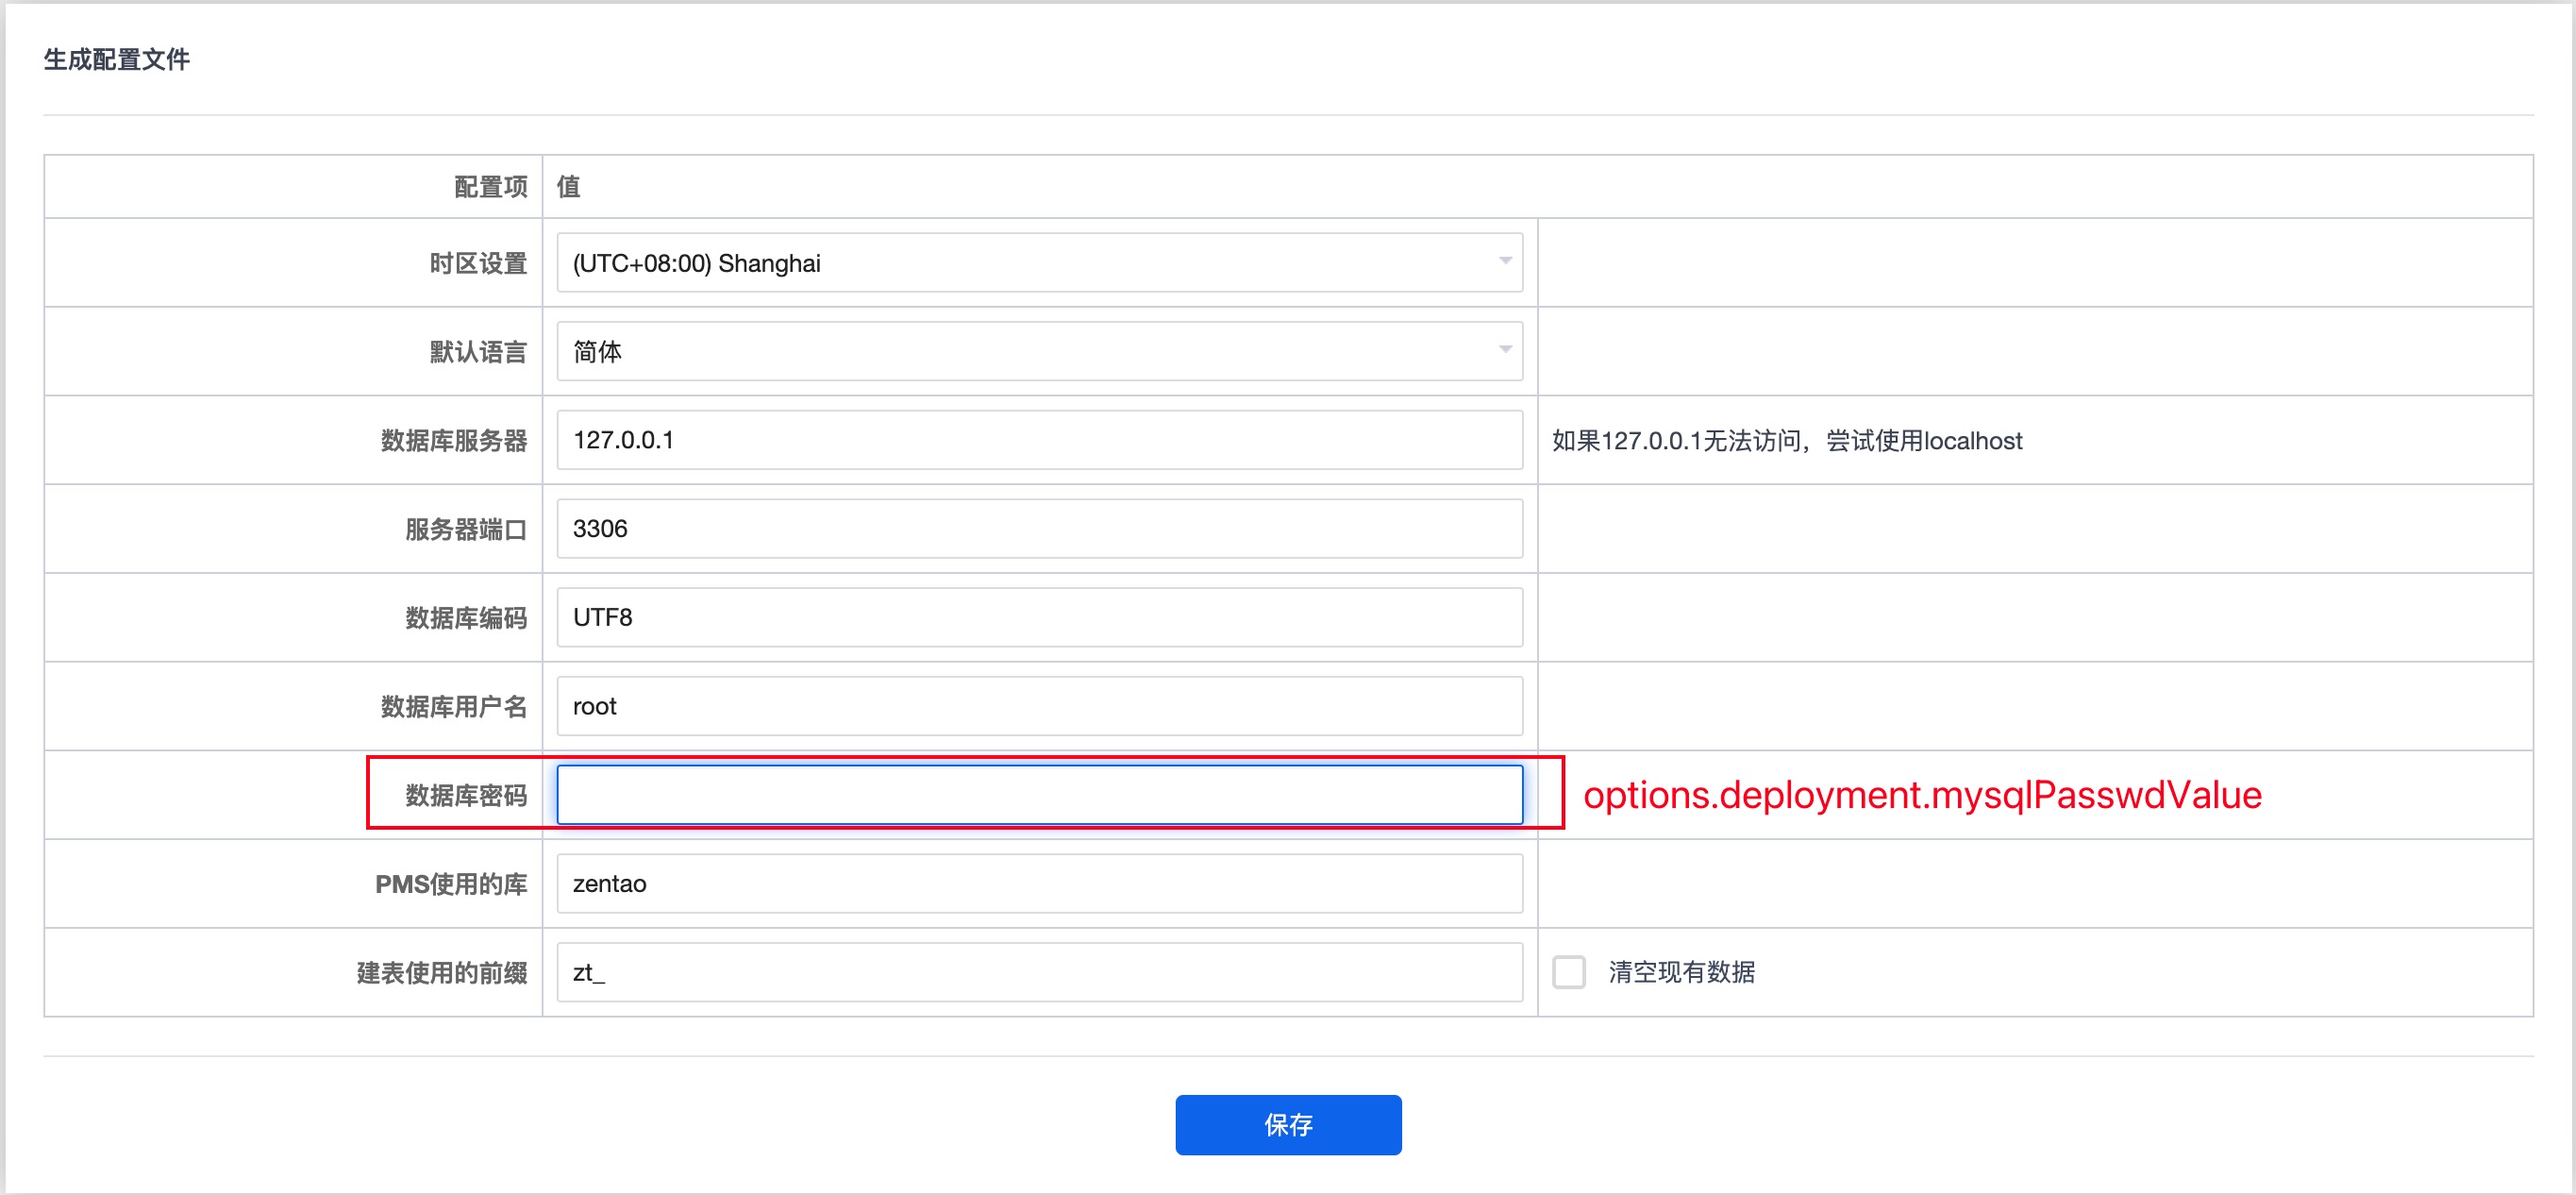 生成配置文件
配置项 值
时区设置 (UTC+08:00) Shanghai
默认语言 简体
数据库服务器 127.0.0.1 如果127.0.0.1无法访问，尝试使用localhost
服务器端口 3306
数据库编码 UTF8
数据库用户名 root
数据库密码 options.deployment.mysqlPasswdValue
PMS使用的库 zentao
建表使用的前缀 zt_ 清空现有数据
保存